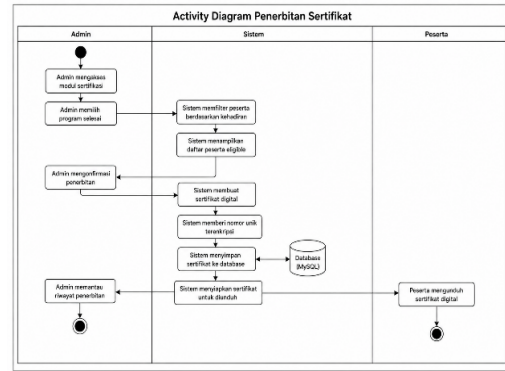 Activity Diagram Penerbitan Sertifikat
Admin
Sistem
Peserta
Admin mengakses
modul sertifikasi
Admin memilih
program selesai
Sistem memfilter peserta
berdasarkan kehadiran
Sistem menampilkan
daftar peserta eligible
Admin mengonfirmasi
penerbitan
Sistem membuat
sertifikat digital
Sistem memberi nomor unik
terenkripsi
Sistem menyimpan
sertifikat ke database
Database
(MySQL)
Admin memantau
riwayat penerbitan
Sistem menyiapkan sertifikat
untuk diunduh
Peserta mengunduh
sertifikat digital